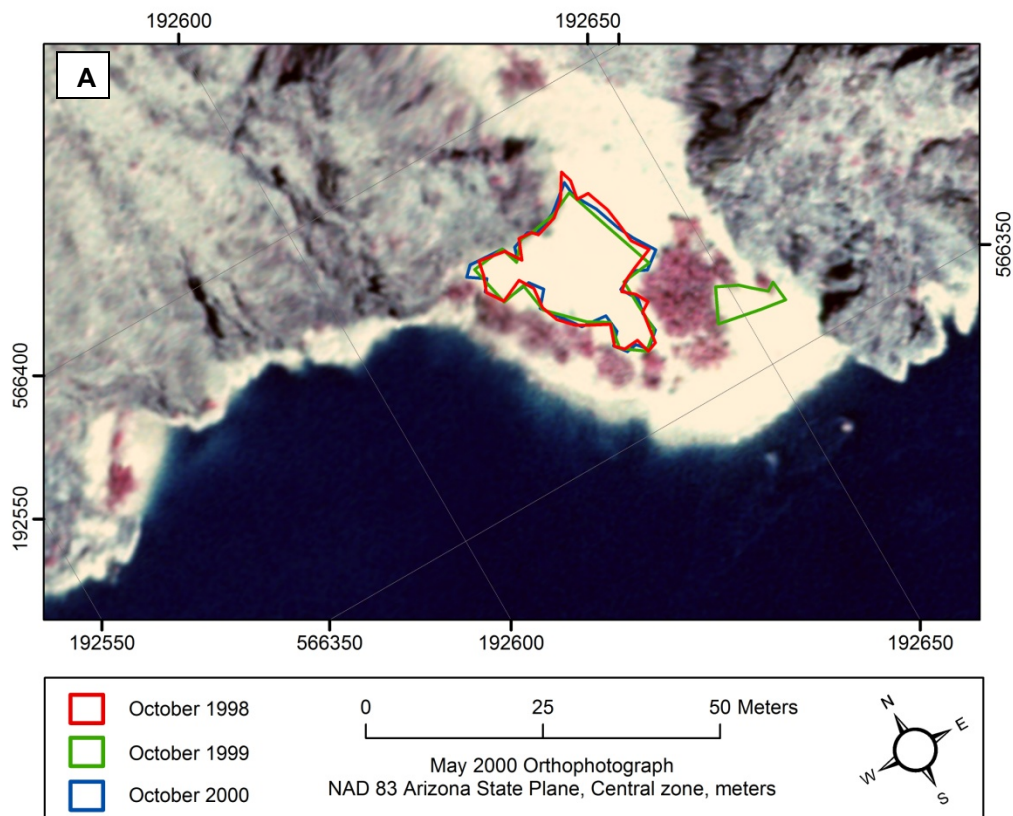 192600 192650
A
566350
566400
192550
192550 566350 192600 192650
October 1998
October 1999
October 2000
0 25 50 Meters
May 2000 Orthophotograph
NAD 83 Arizona State Plane, Central zone, meters
N
E
W
S